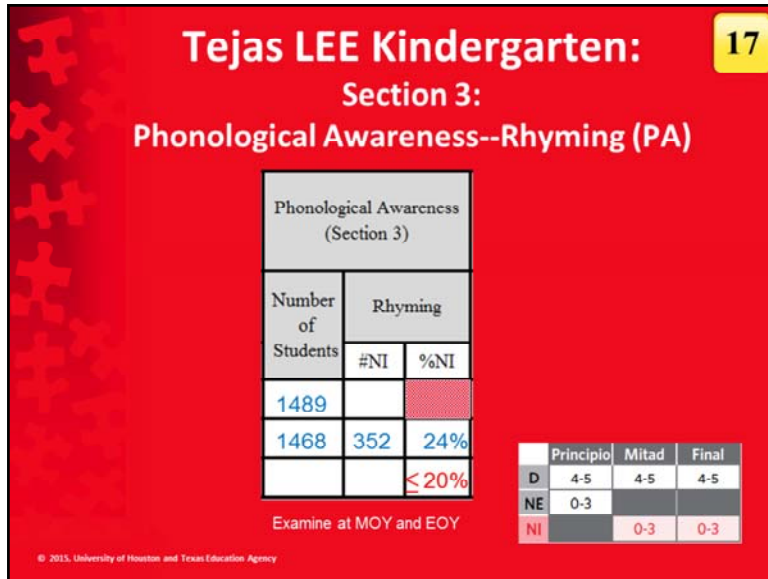 Tejas LEE Kindergarten:
17
Section 3:
Phonological Awareness--Rhyming (PA)
Phonological Awareness
(Section 3)
Number
of
Students
Rhyming
#NI %NI
1489
1468 352 24%
≤ 20%
Examine at MOY and EOY
Principio Mitad Final
D 4-5 4-5 4-5
NE 0-3
NI 0-3 0-3
© 2015, University of Houston and Texas Education Agency